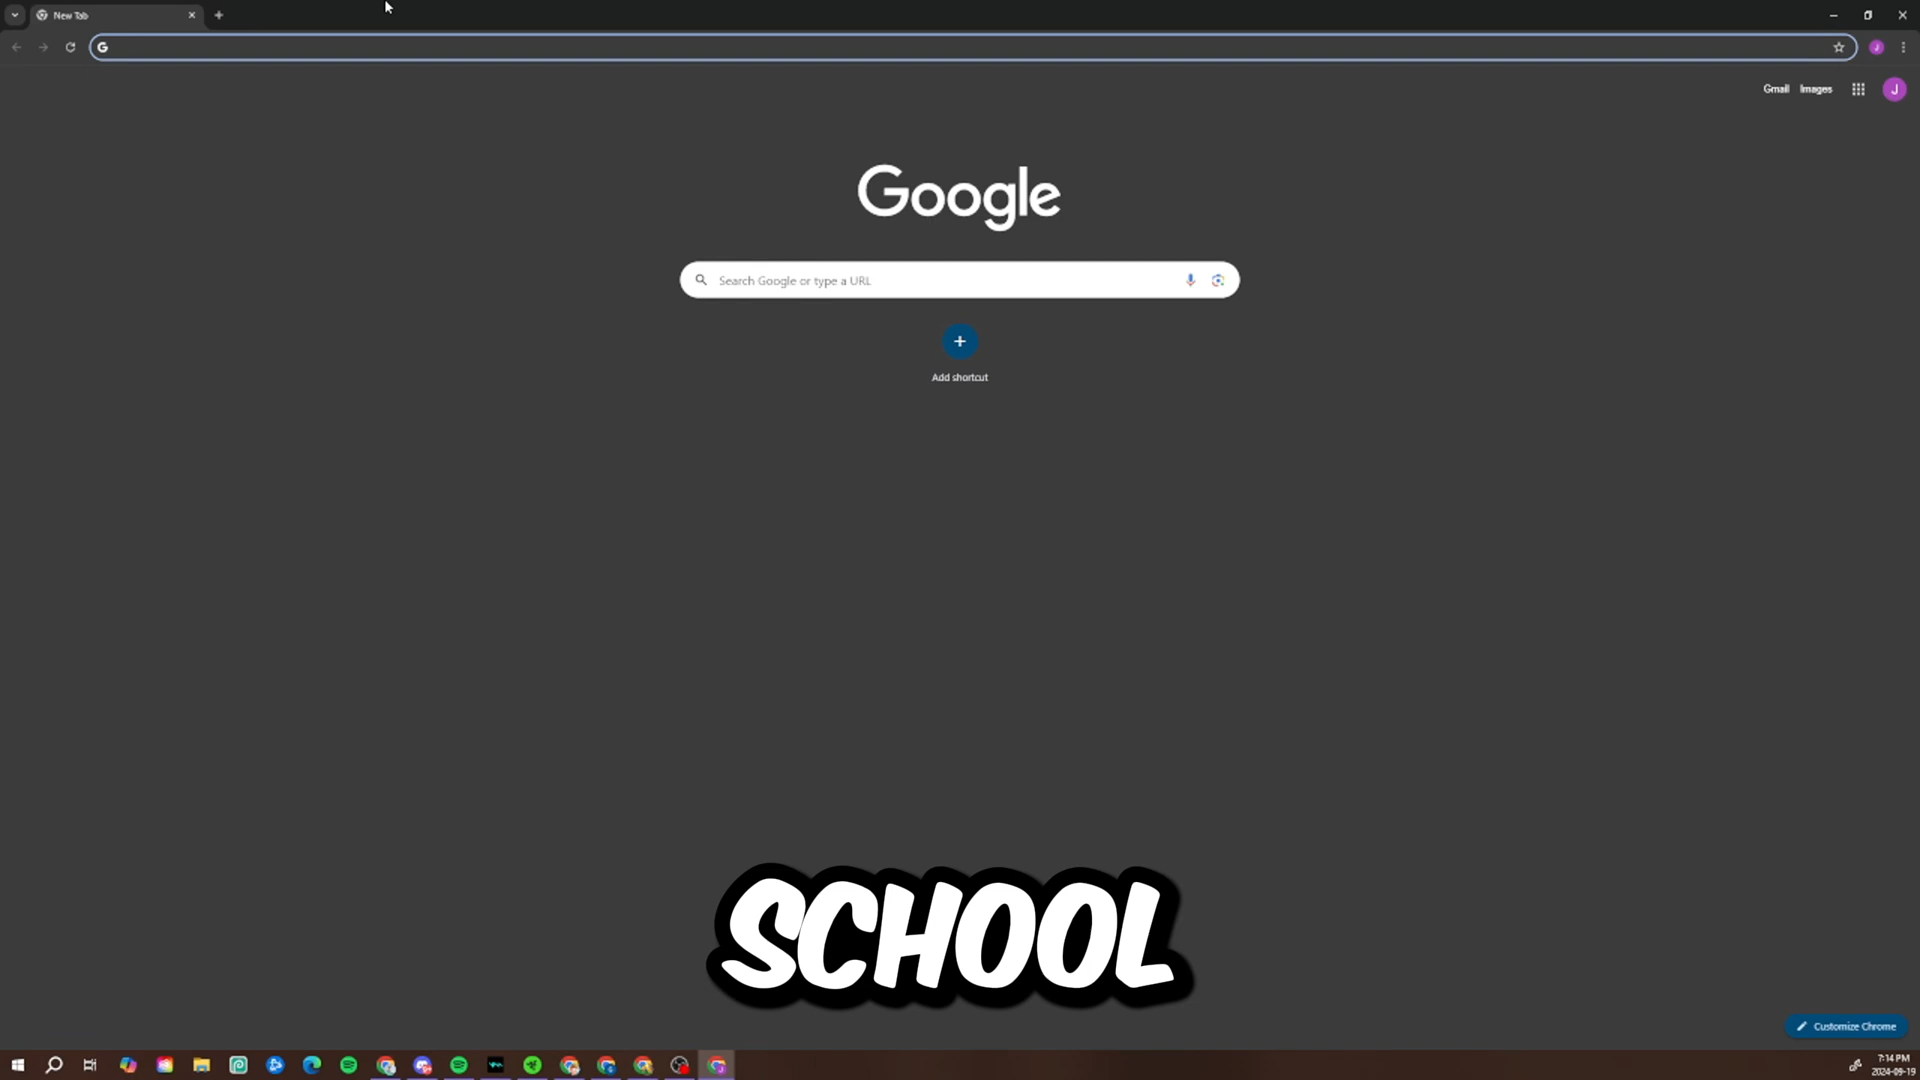 New Tab
Gmail Images
J
Google
Search Google or type a URL
Add shortcut
SCHOOL
Customize Chrome
7:14 PM
2024-09-19